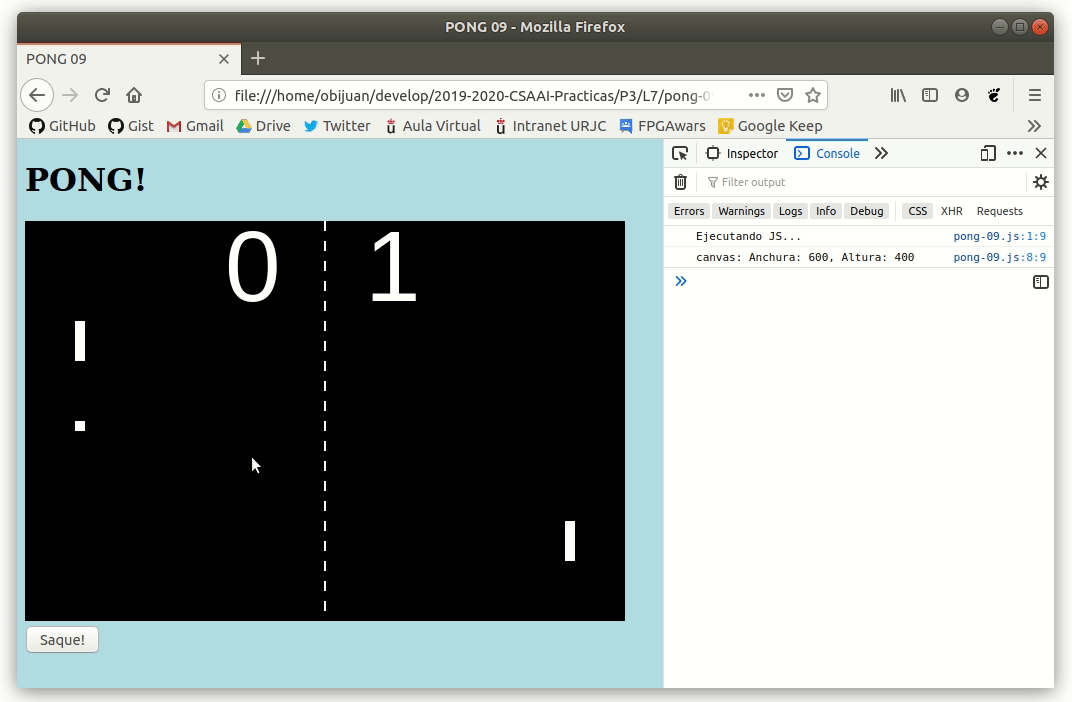 PONG 09 - Mozilla Firefox
PONG 09
file:///home/obijuan/develop/2019-2020-CSAAI-Practicas/P3/L7/pong-0
GitHub Gist Gmail Drive Twitter Aula Virtual Intranet URJC FPGAwars Google Keep
PONG!
0 1
Saque!
Inspector Console
Filter output
Errors Warnings Logs Info Debug CSS XHR Requests
Ejecutando JS... pong-09.js:1:9
canvas: Anchura: 600, Altura: 400 pong-09.js:8:9